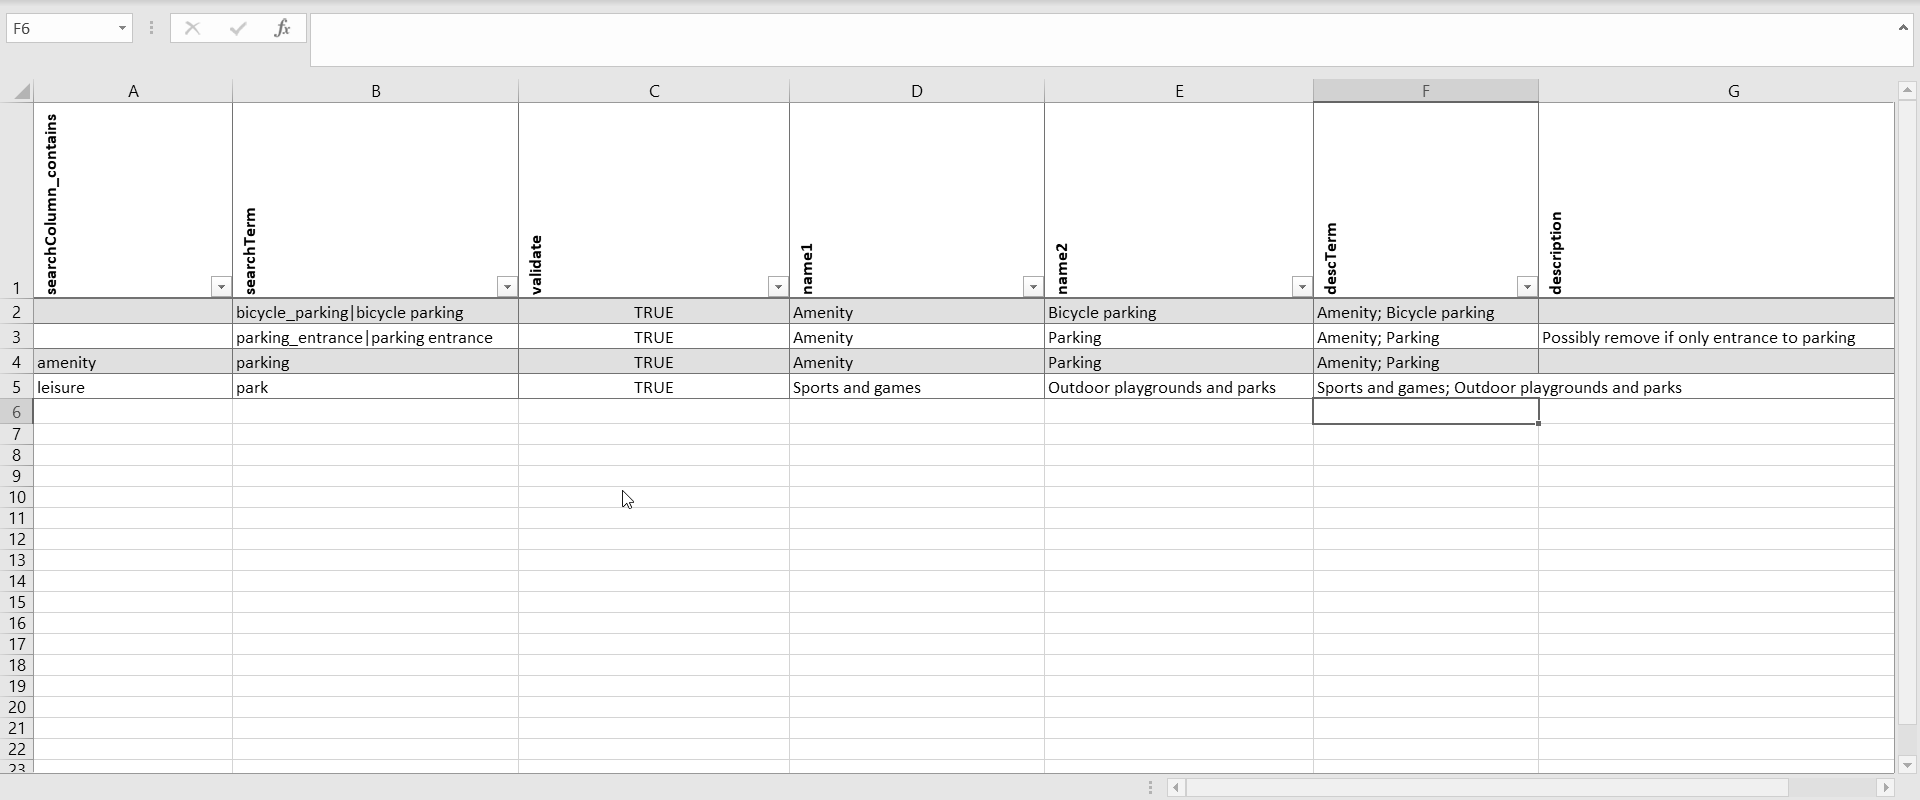 F6
fx
A B C D E F G
1 searchColumn_contains searchTerm validate name1 name2 descTerm description
2 bicycle_parking|bicycle parking TRUE Amenity Bicycle parking Amenity; Bicycle parking
3 parking_entrance|parking entrance TRUE Amenity Parking Amenity; Parking Possibly remove if only entrance to parking
4 amenity parking TRUE Amenity Parking Amenity; Parking
5 leisure park TRUE Sports and games Outdoor playgrounds and parks Sports and games; Outdoor playgrounds and parks
6
7
8
9
10
11
12
13
14
15
16
17
18
19
20
21
22
23